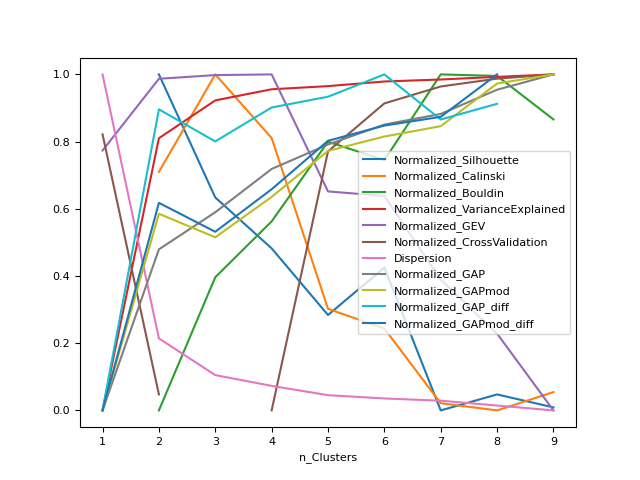 1.0
0.8
0.6
0.4
0.2
0.0
Normalized_Silhouette
Normalized_Calinski
Normalized_Bouldin
Normalized_VarianceExplained
Normalized_GEV
Normalized_CrossValidation
Dispersion
Normalized_GAP
Normalized_GAPmod
Normalized_GAP_diff
Normalized_GAPmod_diff
1 2 3 4 5 6 7 8 9
n_Clusters